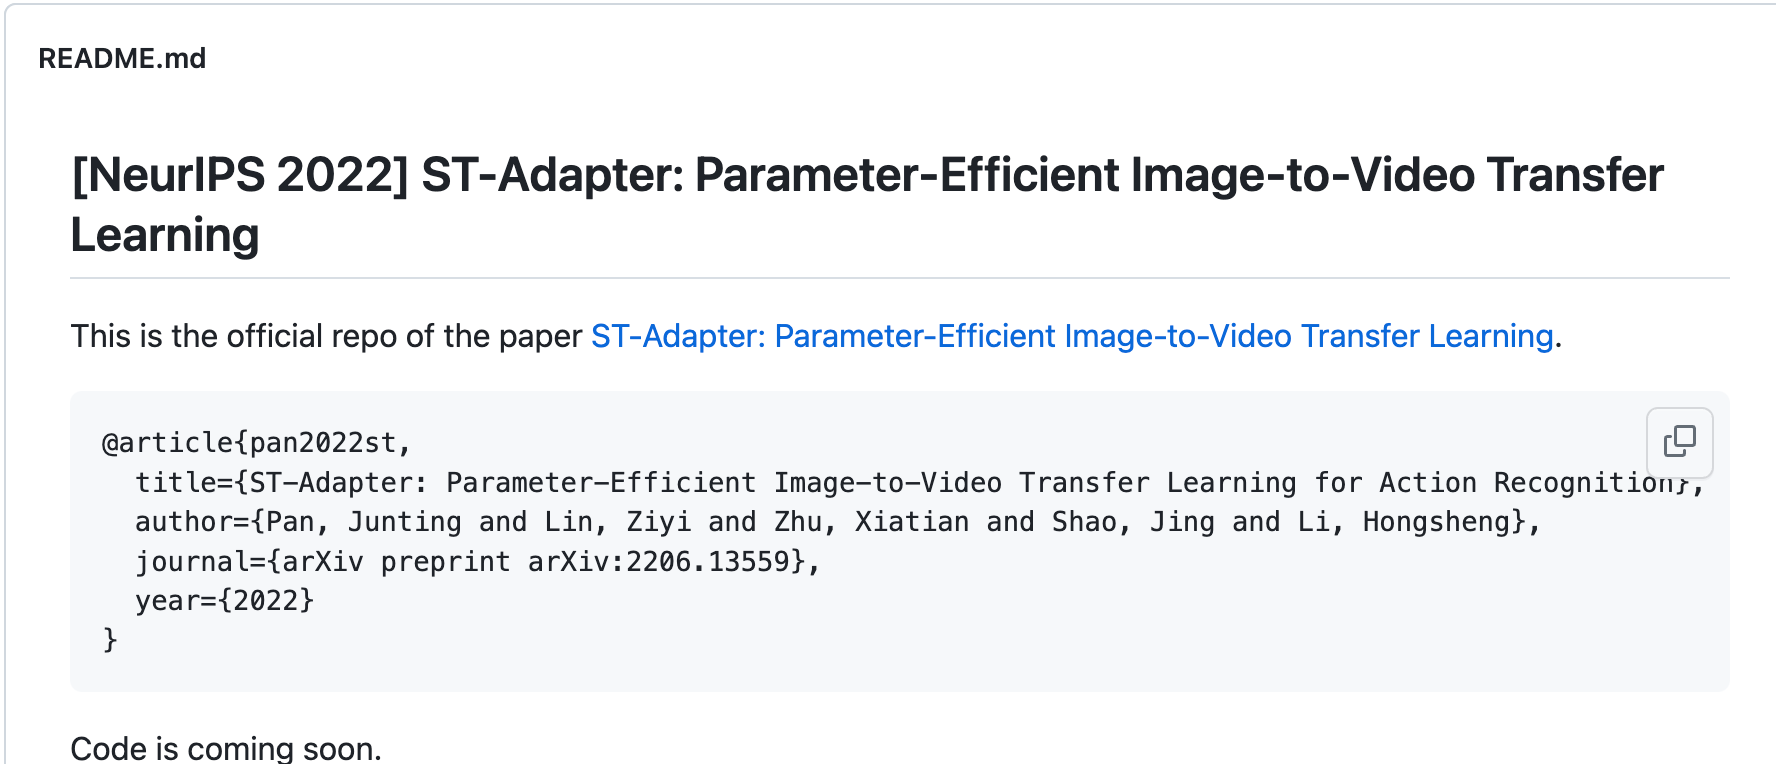 README.md
[NeurIPS 2022] ST-Adapter: Parameter-Efficient Image-to-Video Transfer
Learning
This is the official repo of the paper ST-Adapter: Parameter-Efficient Image-to-Video Transfer Learning.
@article{pan2022st,
  title={ST-Adapter: Parameter-Efficient Image-to-Video Transfer Learning for Action Recognition},
  author={Pan, Junting and Lin, Ziyi and Zhu, Xiatian and Shao, Jing and Li, Hongsheng},
  journal={arXiv preprint arXiv:2206.13559},
  year={2022}
}
Code is coming soon.